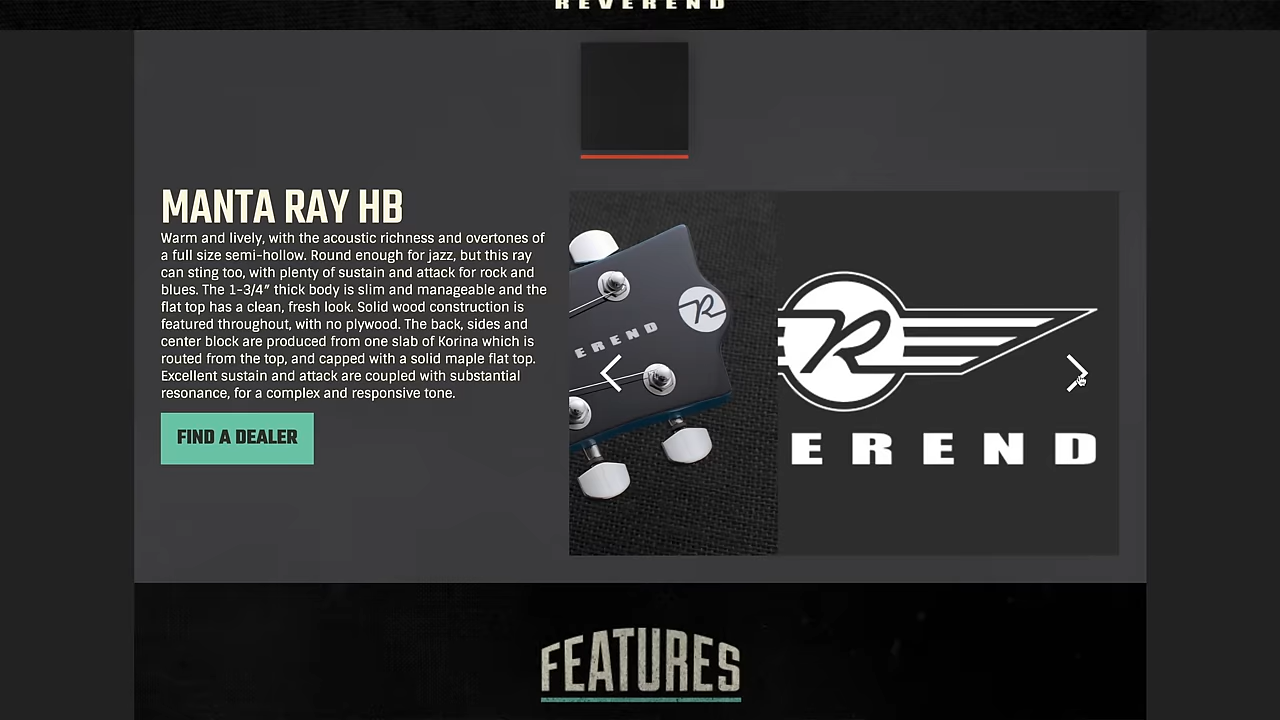 REVEREND
MANTA RAY HB
Warm and lively, with the acoustic richness and overtones of
a full size semi-hollow. Round enough for jazz, but this ray
can sting too, with plenty of sustain and attack for rock and
blues. The 1-3/4” thick body is slim and manageable and the
flat top has a clean, fresh look. Solid wood construction is
featured throughout, with no plywood. The back, sides and
center block are produced from one slab of Korina which is
routed from the top, and capped with a solid maple flat top.
Excellent sustain and attack are coupled with substantial
resonance, for a complex and responsive tone.
FIND A DEALER
EREND
R
R
EREND
FEATURES